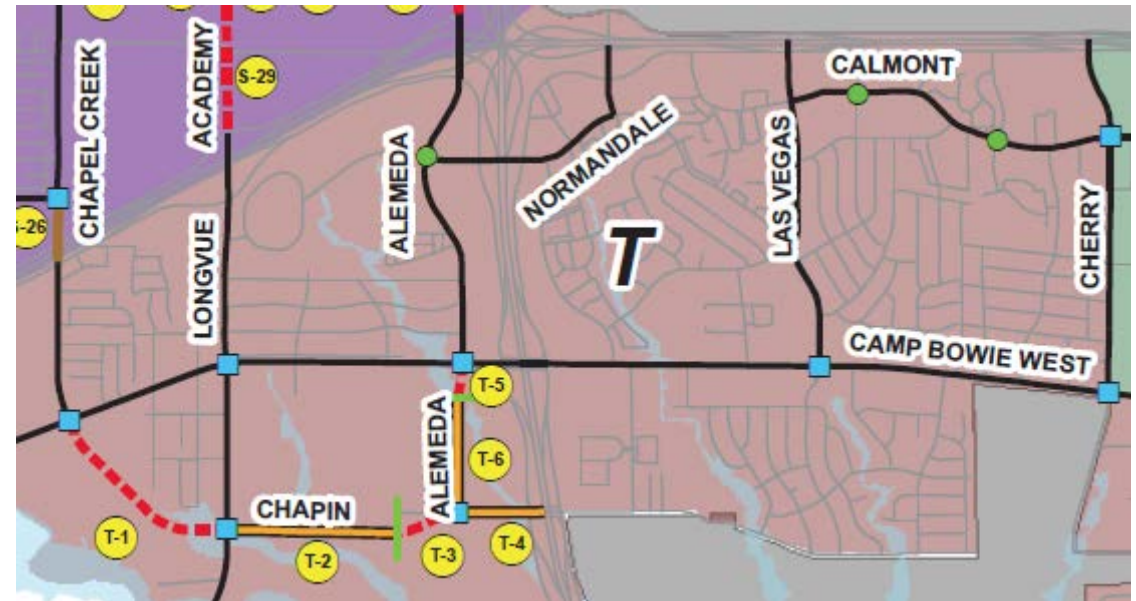 CHAPEL CREEK
ACADEMY
S-29
CALMONT
ALEMEDA
NORMANDALE
LAS VEGAS
CHERRY
LONGVUE
T
CAMP BOWIE WEST
T-5
ALEMEDA
T-6
CHAPIN
T-1
T-2
T-3
T-4